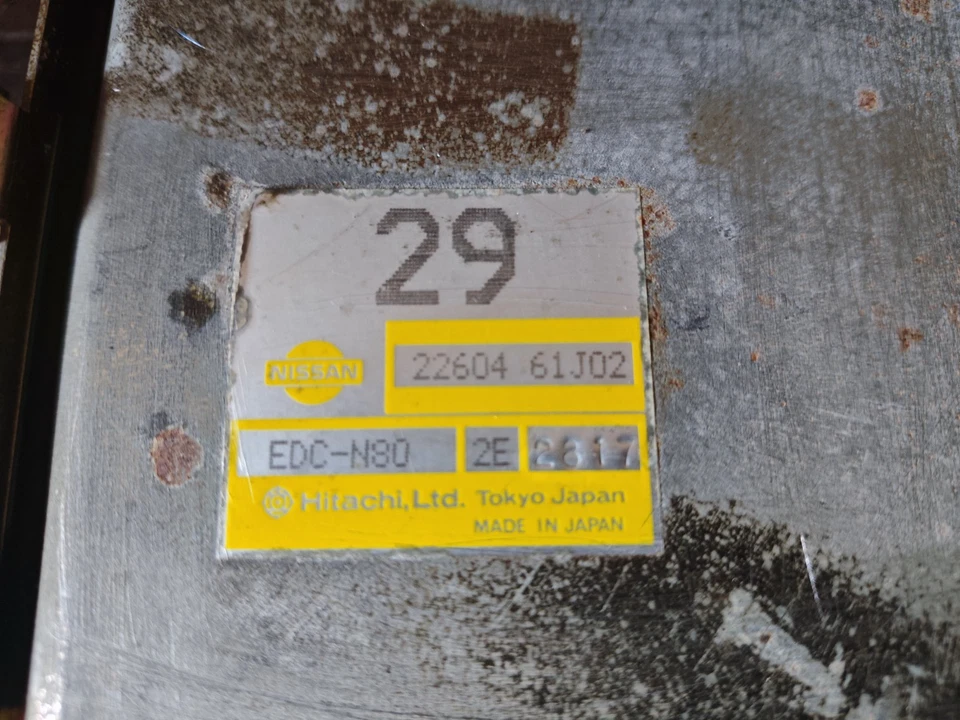 29
NISSAN
22604 61J02
EDC-N80 2E 2817
Hitachi, Ltd. Tokyo Japan
MADE IN JAPAN